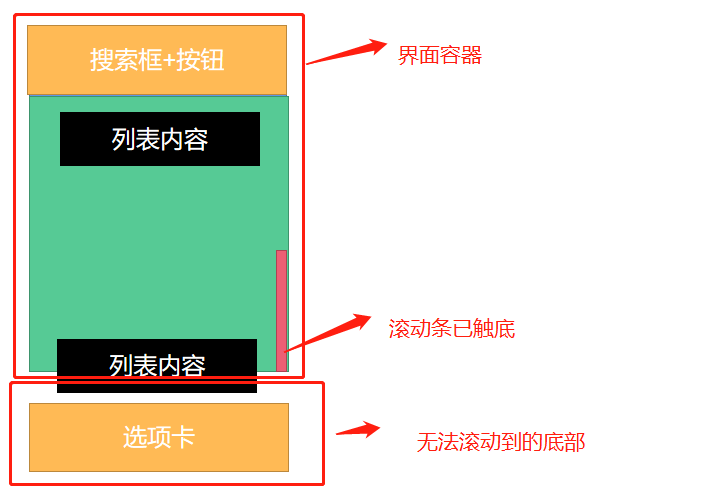 搜索框+按钮
界面容器
列表内容
滚动条已触底
列表内容
选项卡
无法滚动到的底部